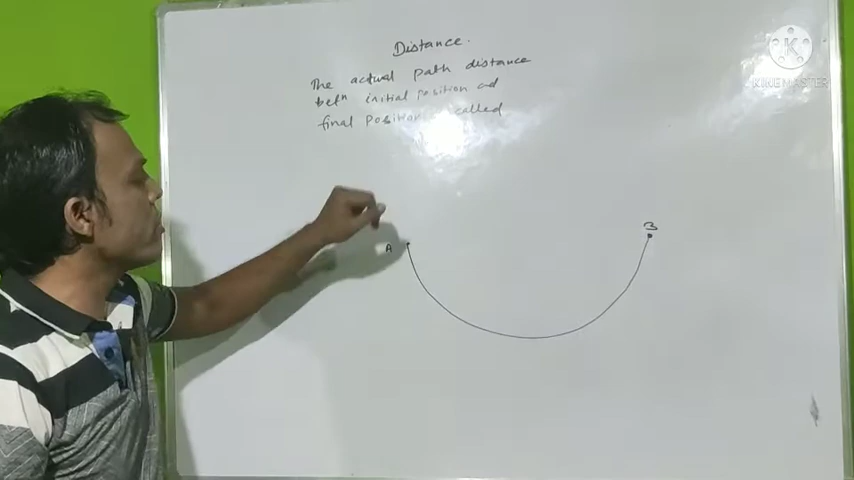 Distance.
The actual path distance
betn initial position and
final position called
A
B
K
KINEMASTER